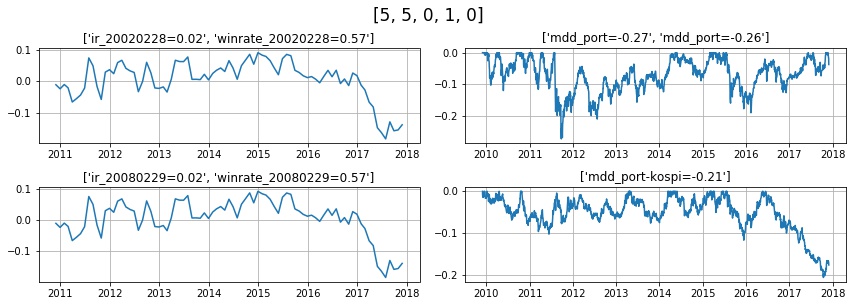 [5, 5, 0, 1, 0]
['ir_20020228=0.02', 'winrate_20020228=0.57']
0.1
0.0
−0.1
2011 2012 2013 2014 2015 2016 2017 2018
['mdd_port=-0.27', 'mdd_port=-0.26']
0.0
−0.1
−0.2
2010 2011 2012 2013 2014 2015 2016 2017 2018
['ir_20080229=0.02', 'winrate_20080229=0.57']
0.1
0.0
−0.1
2011 2012 2013 2014 2015 2016 2017 2018
['mdd_port-kospi=-0.21']
0.0
−0.1
−0.2
2010 2011 2012 2013 2014 2015 2016 2017 2018